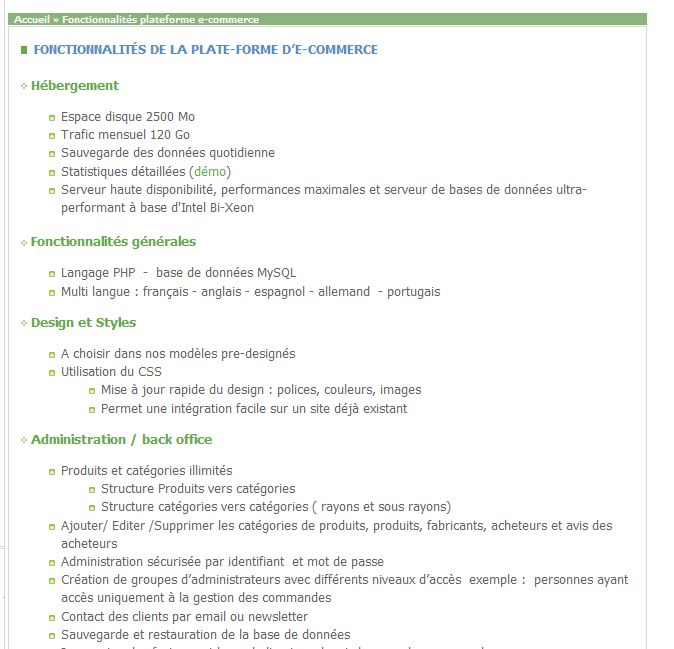 Accueil » Fonctionnalités plateforme e-commerce
FONCTIONNALITÉS DE LA PLATE-FORME D’E-COMMERCE
Hébergement
Espace disque 2500 Mo
Trafic mensuel 120 Go
Sauvegarde des données quotidienne
Statistiques détaillées (démo)
Serveur haute disponibilité, performances maximales et serveur de bases de données ultra-
performant à base d'Intel Bi-Xeon
Fonctionnalités générales
Langage PHP - base de données MySQL
Multi langue : français - anglais - espagnol - allemand - portugais
Design et Styles
A choisir dans nos modèles pre-designés
Utilisation du CSS
Mise à jour rapide du design : polices, couleurs, images
Permet une intégration facile sur un site déjà existant
Administration / back office
Produits et catégories illimités
Structure Produits vers catégories
Structure catégories vers catégories ( rayons et sous rayons)
Ajouter/ Editer /Supprimer les catégories de produits, produits, fabricants, acheteurs et avis des
acheteurs
Administration sécurisée par identifiant et mot de passe
Création de groupes d’administrateurs avec différents niveaux d’accès exemple : personnes ayant
accès uniquement à la gestion des commandes
Contact des clients par email ou newsletter
Sauvegarde et restauration de la base de données